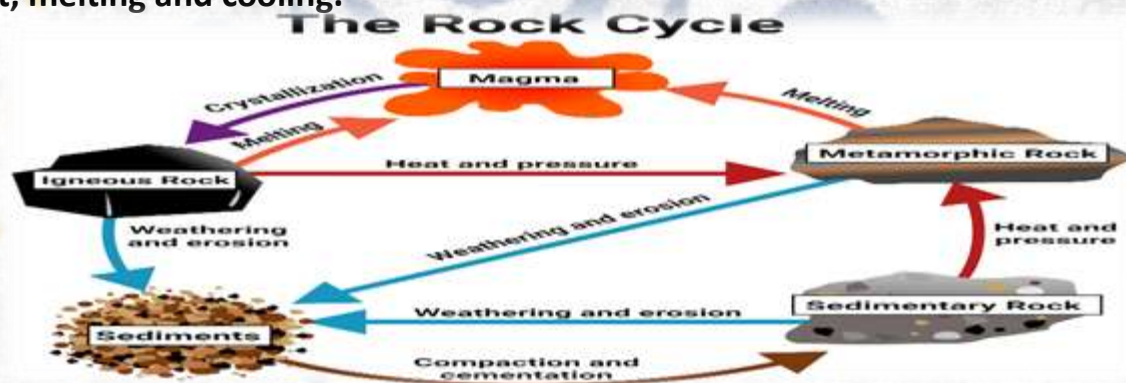 t, melting and cooling.
The Rock Cycle
Magma
Crystallization
Melting
Melting
Igneous Rock
Heat and pressure
Metamorphic Rock
Weathering
and erosion
Weathering and erosion
Heat and
pressure
Sediments
Weathering and erosion
Sedimentary Rock
Compaction and
cementation